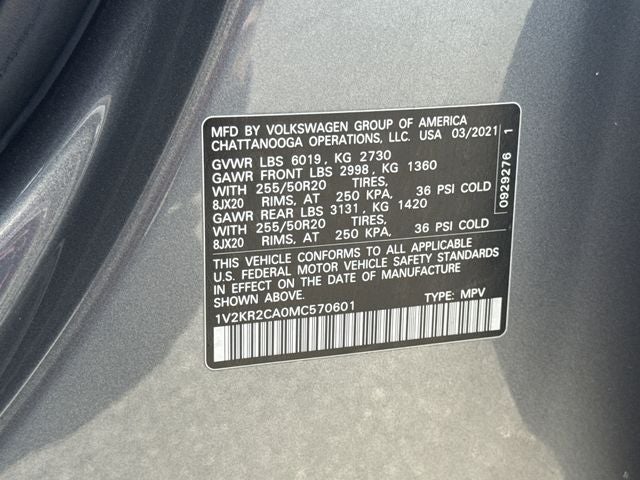 MFD BY VOLKSWAGEN GROUP OF AMERICA
CHATTANOOGA OPERATIONS, LLC. USA 03/2021
GVWR LBS 6019, KG 2730
GAWR FRONT LBS 2998, KG 1360
WITH 255/50R20 TIRES,
8JX20 RIMS, AT 250 KPA, 36 PSI COLD
GAWR REAR LBS 3131, KG 1420
WITH 255/50R20 TIRES,
8JX20 RIMS, AT 250 KPA, 36 PSI COLD
THIS VEHICLE CONFORMS TO ALL APPLICABLE
U.S. FEDERAL MOTOR VEHICLE SAFETY STANDARDS
IN EFFECT ON THE DATE OF MANUFACTURE
SHOWN ABOVE.
1V2KR2CA0MC570601 TYPE: MPV
0929276 1